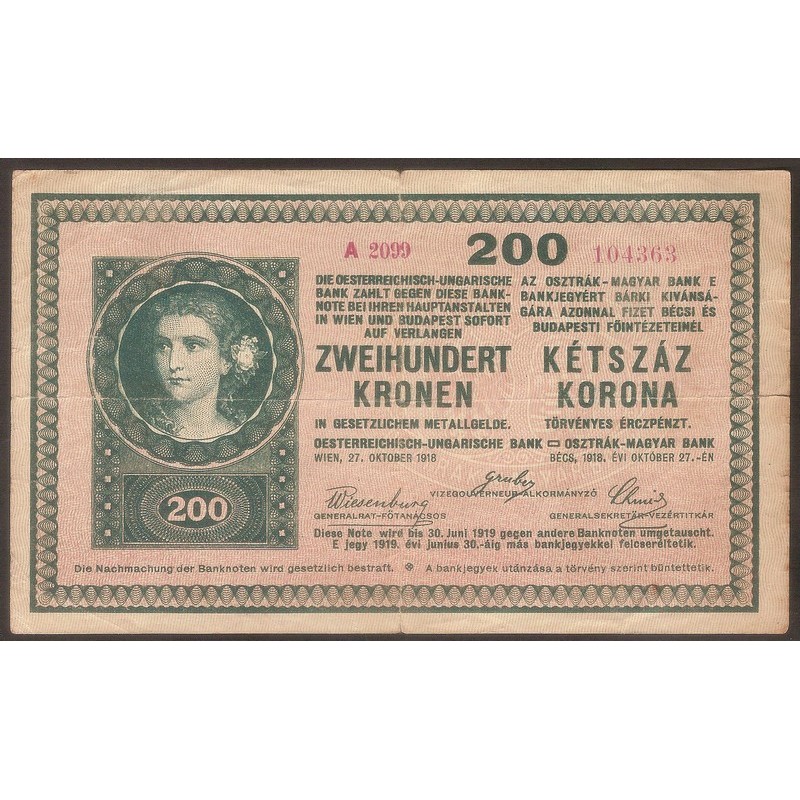 A 2099 200 104363
DIE OESTERREICHISCH-UNGARISCHE
BANK ZAHLT GEGEN DIESE BANK-
NOTE BEI IHREN HAUPTANSTALTEN
IN WIEN UND BUDAPEST SOFORT
AUF VERLANGEN
ZWEIHUNDERT
KRONEN
IN GESETZLICHEM METALLGELDE.
AZ OSZTRÁK-MAGYAR BANK E
BANKJEGYÉRT BÁRKI KIVÁNSÁ-
GÁRA AZONNAL FIZET BÉCSI ÉS
BUDAPESTI FŐINTÉZETEINÉL
KÉTSZÁZ
KORONA
TÖRVÉNYES ÉRCZPÉNZT.
OESTERREICHISCH-UNGARISCHE BANK OSZTRÁK-MAGYAR BANK
WIEN, 27. OKTOBER 1918 BÉCS, 1918. ÉVI OKTÓBER 27.-ÉN
Gruber
VIZEGOUVERNEUR-ALKORMÁNYZÓ
Wiesenburg
GENERALRAT-FŐTANÁCSOS
GENERALSEKRETÄR-VEZÉRTITKÁR
200
Diese Note wird bis 30. Juni 1919 gegen andere Banknoten umgetauscht.
E jegy 1919. évi junius 30.-áig más bankjegyekkel felcseréltetik.
Die Nachmachung der Banknoten wird gesetzlich bestraft. A bankjegyek utánzása a törvény szerint büntettetik.